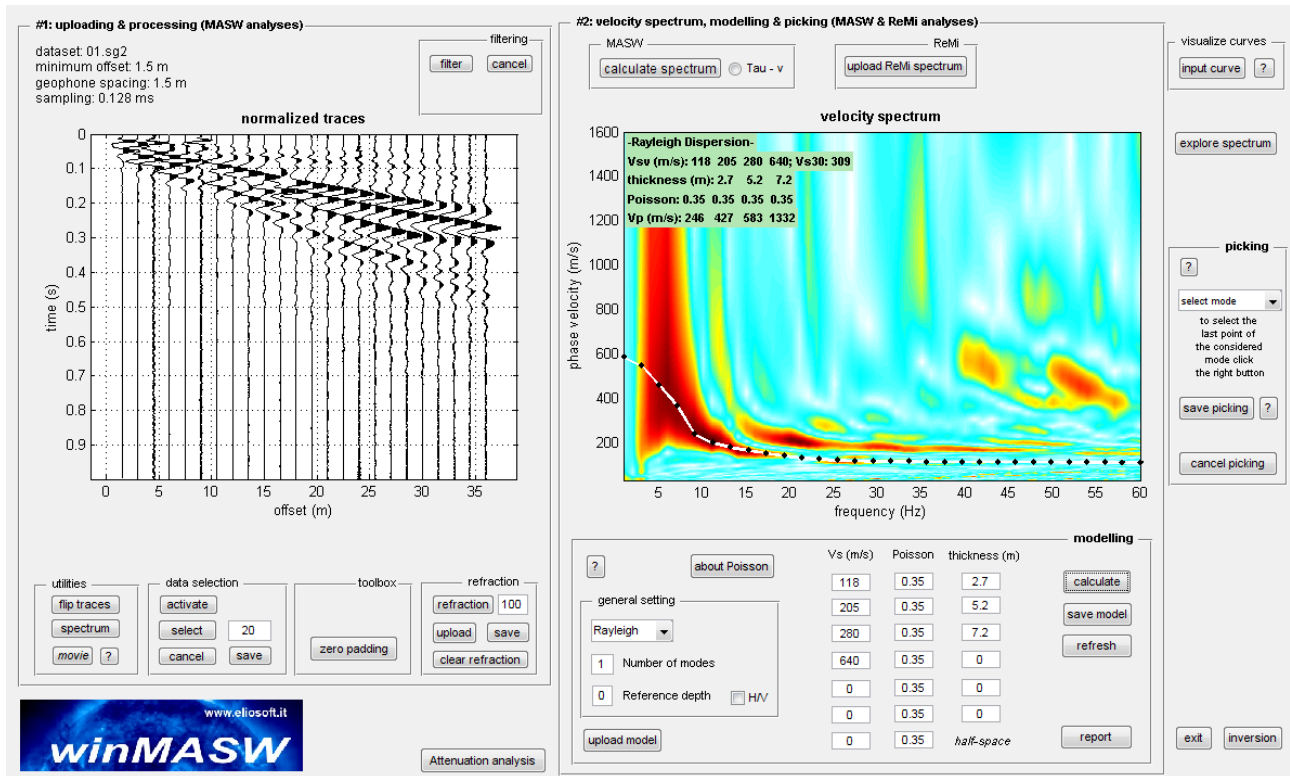 #1: uploading & processing (MASW analyses)
dataset: 01.sg2
minimum offset: 1.5 m
geophone spacing: 1.5 m
sampling: 0.128 ms
filtering
filter cancel
normalized traces
0
0.1
0.2
0.3
0.4
0.5
0.6
0.7
0.8
0.9
time (s)
0 5 10 15 20 25 30 35
offset (m)
utilities
flip traces
spectrum
movie ?
data selection
activate
select 20
cancel save
toolbox
zero padding
refraction
refraction 100
upload save
clear refraction
www.eliosoft.it
winMASW
Attenuation analysis
#2: velocity spectrum, modelling & picking (MASW & ReMi analyses)
MASW
calculate spectrum Tau - v
ReMi
upload ReMi spectrum
velocity spectrum
-Rayleigh Dispersion-
Vsv (m/s): 118 205 280 640; Vs30: 309
thickness (m): 2.7 5.2 7.2
Poisson: 0.35 0.35 0.35 0.35
Vp (m/s): 246 427 583 1332
1600
1400
1200
1000
800
600
400
200
phase velocity (m/s)
5 10 15 20 25 30 35 40 45 50 55 60
frequency (Hz)
modelling
? about Poisson
general setting
Rayleigh
1 Number of modes
0 Reference depth H/V
upload model
Vs (m/s) Poisson thickness (m)
118 0.35 2.7
205 0.35 5.2
280 0.35 7.2
640 0.35 0
0 0.35 0
0 0.35 0
0 0.35 half-space
calculate
save model
refresh
report
visualize curves
input curve ?
explore spectrum
picking
?
select mode
to select the
last point of
the considered
mode click
the right button
save picking ?
cancel picking
exit inversion